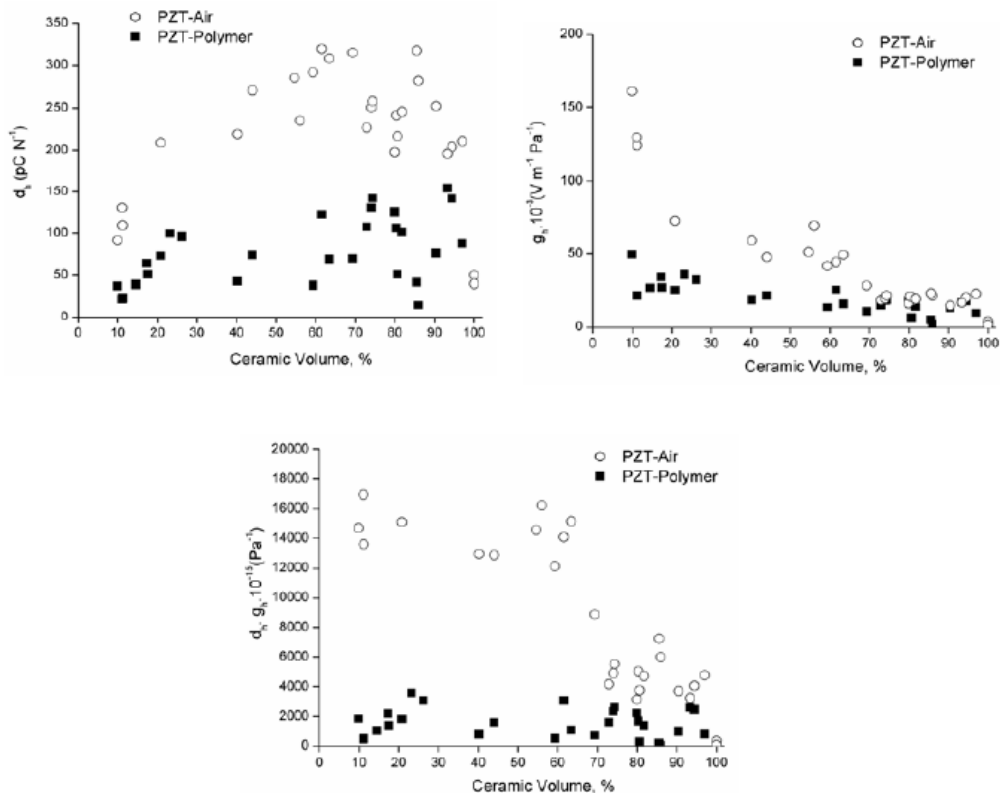 PZT-Air
PZT-Polymer
350
300
250
200
150
100
50
0
d_h (pC N⁻¹)
0 10 20 30 40 50 60 70 80 90 100
Ceramic Volume, %
PZT-Air
PZT-Polymer
200
150
100
50
0
g_h.10⁻³(V m⁻¹ Pa⁻¹)
0 10 20 30 40 50 60 70 80 90 100
Ceramic Volume, %
PZT-Air
PZT-Polymer
20000
18000
16000
14000
12000
10000
8000
6000
4000
2000
0
d_h. g_h.10⁻¹⁵(Pa⁻¹)
0 10 20 30 40 50 60 70 80 90 100
Ceramic Volume, %